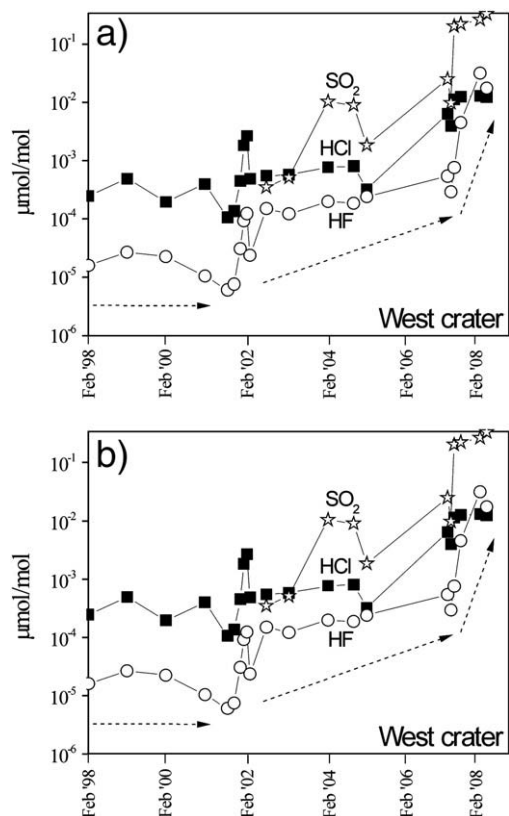 a)
10⁻¹
10⁻²
10⁻³
10⁻⁴
10⁻⁵
10⁻⁶
µmol/mol
SO₂
HCl
HF
West crater
Feb '98
Feb '00
Feb '02
Feb '04
Feb '06
Feb '08
b)
10⁻¹
10⁻²
10⁻³
10⁻⁴
10⁻⁵
10⁻⁶
µmol/mol
SO₂
HCl
HF
West crater
Feb '98
Feb '00
Feb '02
Feb '04
Feb '06
Feb '08